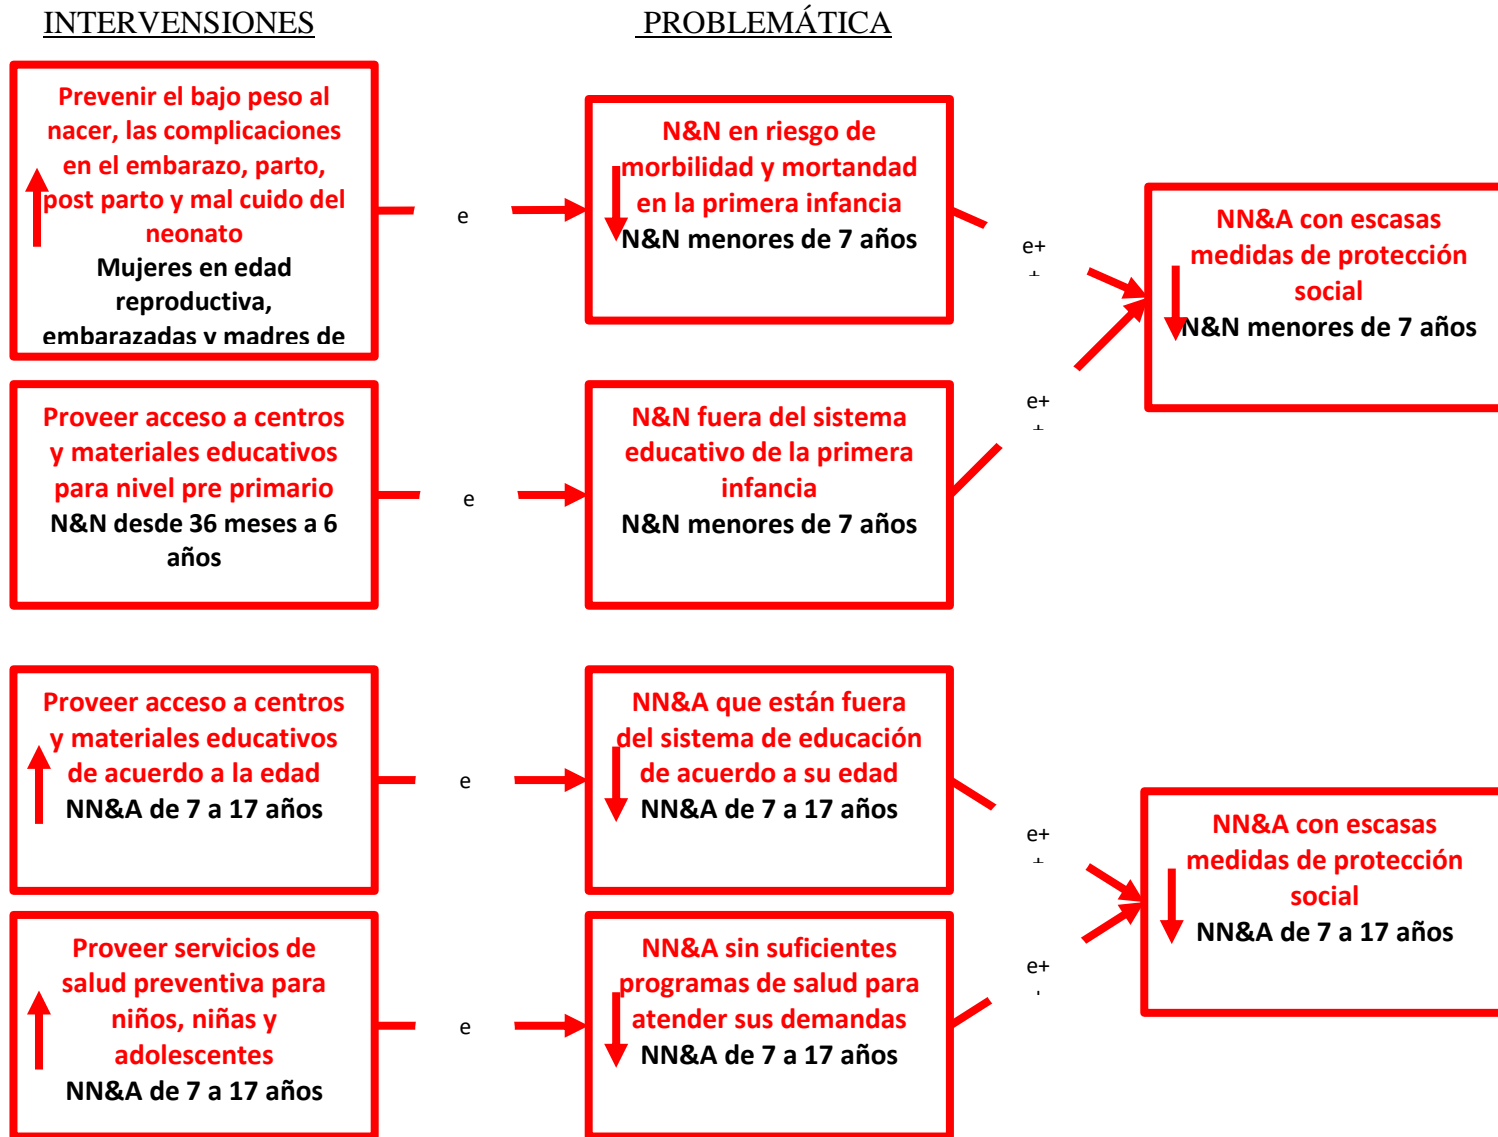 INTERVENSIONES
PROBLEMÁTICA
Prevenir el bajo peso al
nacer, las complicaciones
en el embarazo, parto,
post parto y mal cuido del
neonato
Mujeres en edad
reproductiva,
embarazadas y madres de
e
N&N en riesgo de
morbilidad y mortandad
en la primera infancia
N&N menores de 7 años
e+
+
NN&A con escasas
medidas de protección
social
N&N menores de 7 años
Proveer acceso a centros
y materiales educativos
para nivel pre primario
N&N desde 36 meses a 6
años
e
N&N fuera del sistema
educativo de la primera
infancia
N&N menores de 7 años
e+
+
Proveer acceso a centros
y materiales educativos
de acuerdo a la edad
NN&A de 7 a 17 años
e
NN&A que están fuera
del sistema de educación
de acuerdo a su edad
NN&A de 7 a 17 años
e+
+
NN&A con escasas
medidas de protección
social
NN&A de 7 a 17 años
Proveer servicios de
salud preventiva para
niños, niñas y
adolescentes
NN&A de 7 a 17 años
e
NN&A sin suficientes
programas de salud para
atender sus demandas
NN&A de 7 a 17 años
e+